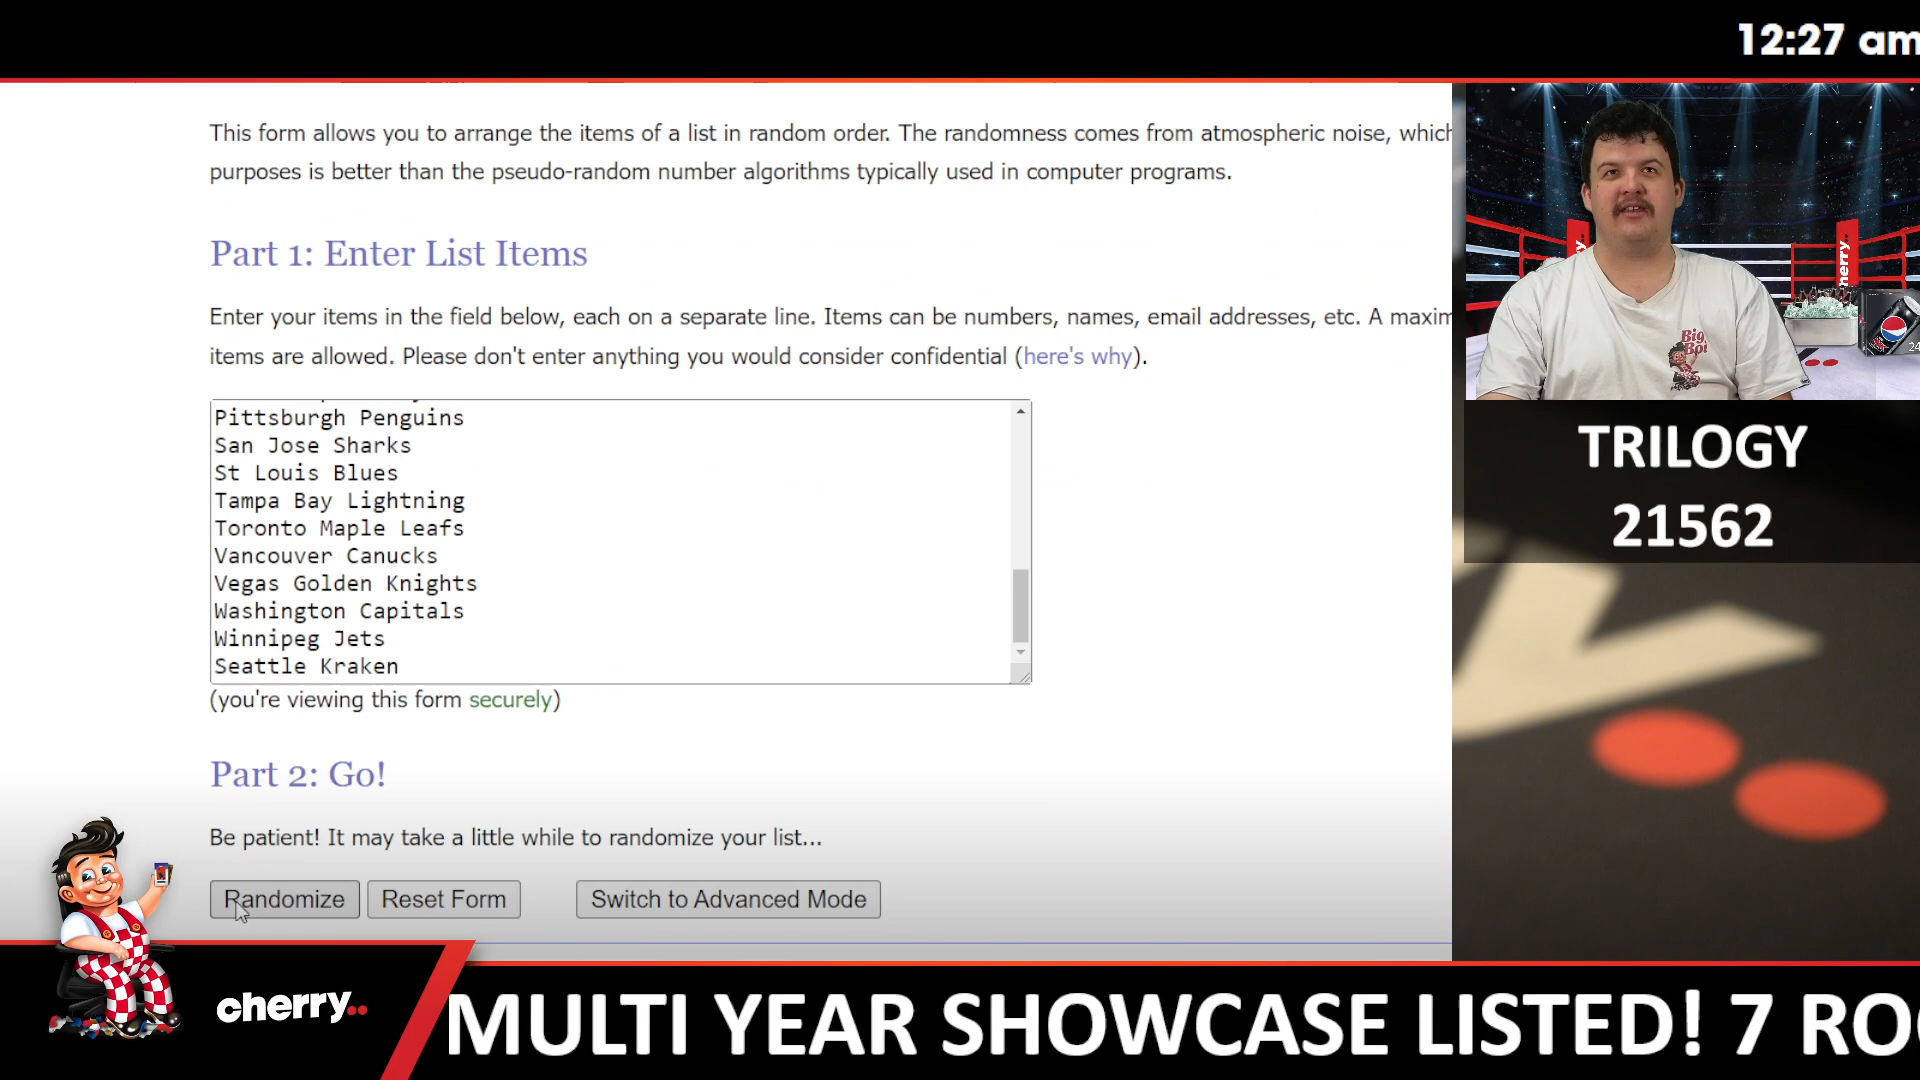 12:27 am
This form allows you to arrange the items of a list in random order. The randomness comes from atmospheric noise, which
purposes is better than the pseudo-random number algorithms typically used in computer programs.
Part 1: Enter List Items
Enter your items in the field below, each on a separate line. Items can be numbers, names, email addresses, etc. A maxim
items are allowed. Please don't enter anything you would consider confidential (here's why).
Pittsburgh Penguins
San Jose Sharks
St Louis Blues
Tampa Bay Lightning
Toronto Maple Leafs
Vancouver Canucks
Vegas Golden Knights
Washington Capitals
Winnipeg Jets
Seattle Kraken
(you're viewing this form securely)
Part 2: Go!
Be patient! It may take a little while to randomize your list...
Randomize Reset Form Switch to Advanced Mode
Big
Boi
TRILOGY
21562
cherry..
MULTI YEAR SHOWCASE LISTED! 7 RO